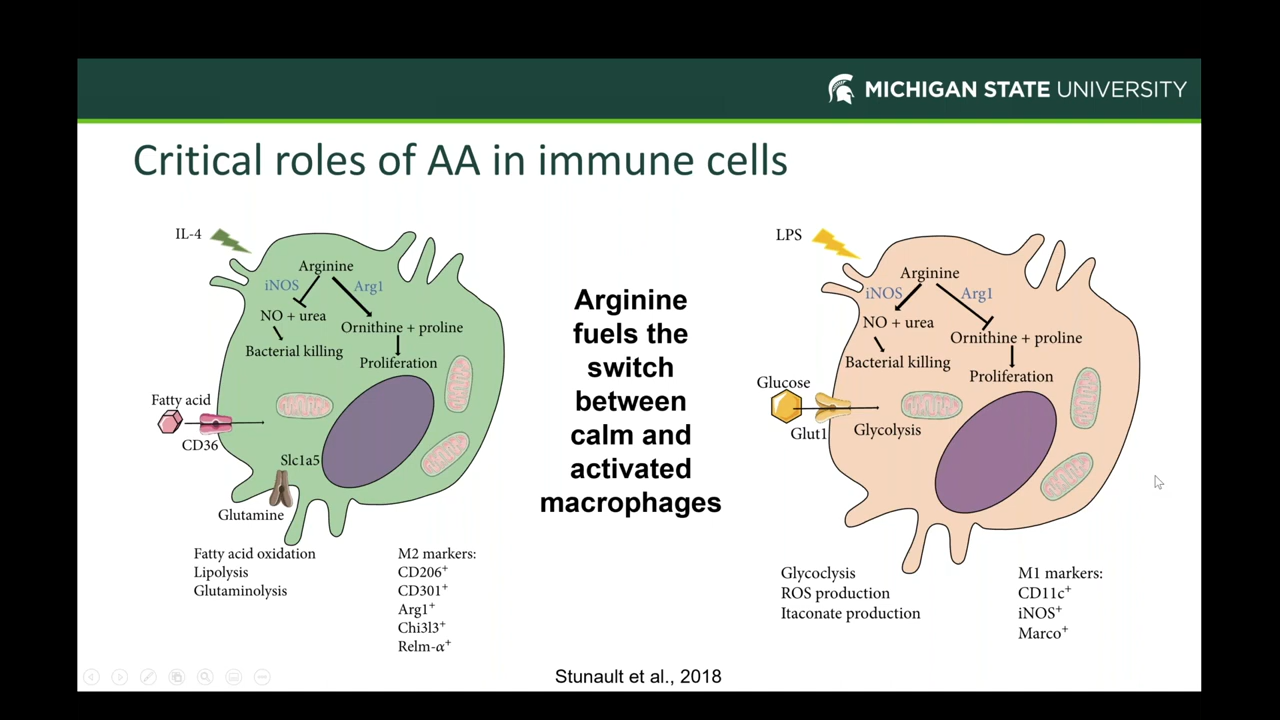 MICHIGAN STATE UNIVERSITY
Critical roles of AA in immune cells
IL-4
Arginine
iNOS
Arg1
NO + urea
Ornithine + proline
Bacterial killing
Proliferation
Fatty acid
CD36
Slc1a5
Glutamine
Fatty acid oxidation
Lipolysis
Glutaminolysis
M2 markers:
CD206⁺
CD301⁺
Arg1⁺
Chi3l3⁺
Relm-α⁺
Arginine
fuels the
switch
between
calm and
activated
macrophages
LPS
Arginine
iNOS
Arg1
NO + urea
Ornithine + proline
Bacterial killing
Proliferation
Glucose
Glut1
Glycolysis
Glycoclysis
ROS production
Itaconate production
M1 markers:
CD11c⁺
iNOS⁺
Marco⁺
Stunault et al., 2018